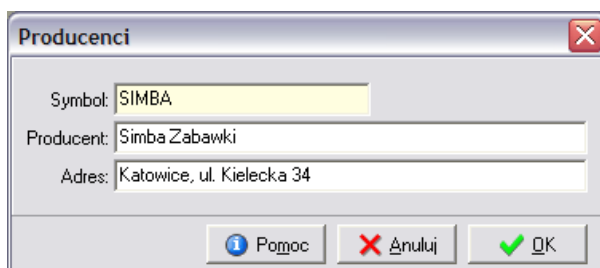 Producenci
Symbol: SIMBA
Producent: Simba Zabawki
Adres: Katowice, ul. Kielecka 34
Pomoc Anuluj OK